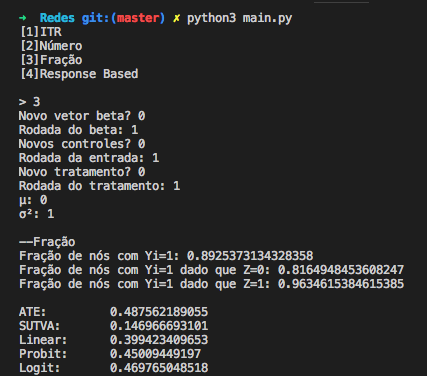 ➜ Redes git:(master) ✗ python3 main.py
[1]ITR
[2]Número
[3]Fração
[4]Response Based
> 3
Novo vetor beta? 0
Rodada do beta: 1
Novos controles? 0
Rodada da entrada: 1
Novo tratamento? 0
Rodada do tratamento: 1
μ: 0
σ²: 1
--Fração
Fração de nós com Yi=1: 0.8925373134328358
Fração de nós com Yi=1 dado que Z=0: 0.8164948453608247
Fração de nós com Yi=1 dado que Z=1: 0.9634615384615385
ATE: 0.487562189055
SUTVA: 0.146966693101
Linear: 0.399423409653
Probit: 0.45009449197
Logit: 0.469765048518